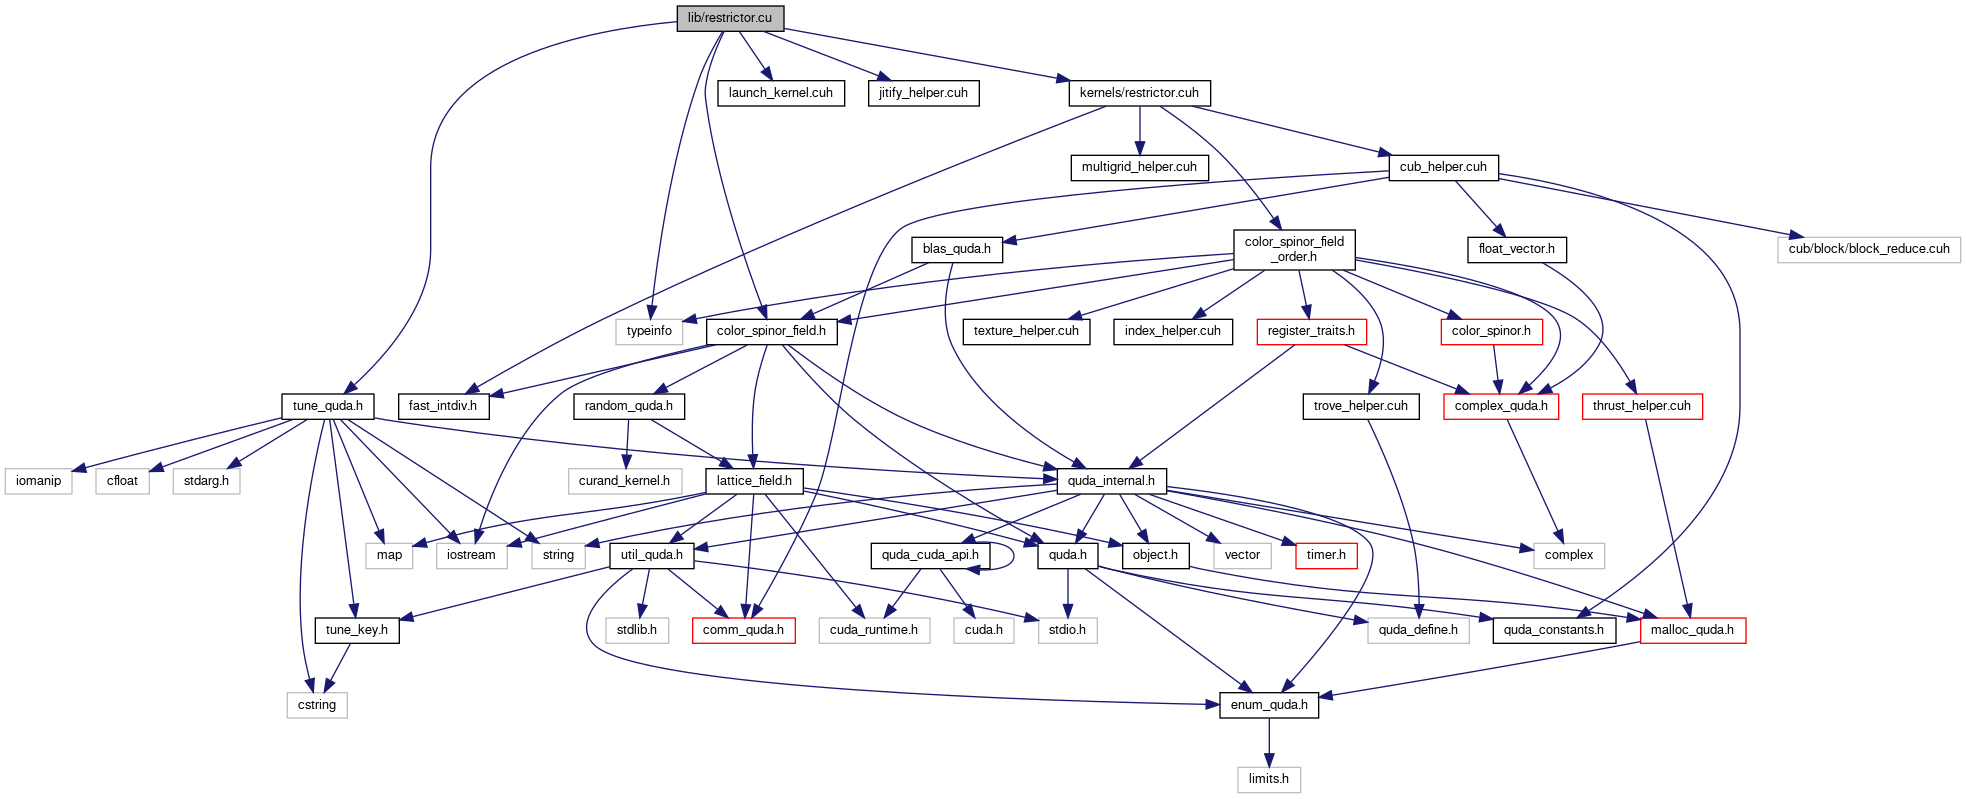 lib/restrictor.cu
launch_kernel.cuh
jitify_helper.cuh
kernels/restrictor.cuh
multigrid_helper.cuh
cub_helper.cuh
blas_quda.h
color_spinor_field
_order.h
float_vector.h
cub/block/block_reduce.cuh
typeinfo
color_spinor_field.h
texture_helper.cuh
index_helper.cuh
register_traits.h
color_spinor.h
tune_quda.h
fast_intdiv.h
random_quda.h
trove_helper.cuh
complex_quda.h
thrust_helper.cuh
iomanip
cfloat
stdarg.h
curand_kernel.h
lattice_field.h
quda_internal.h
map
iostream
string
util_quda.h
quda_cuda_api.h
quda.h
object.h
vector
timer.h
complex
tune_key.h
stdlib.h
comm_quda.h
cuda_runtime.h
cuda.h
stdio.h
quda_define.h
quda_constants.h
malloc_quda.h
cstring
enum_quda.h
limits.h